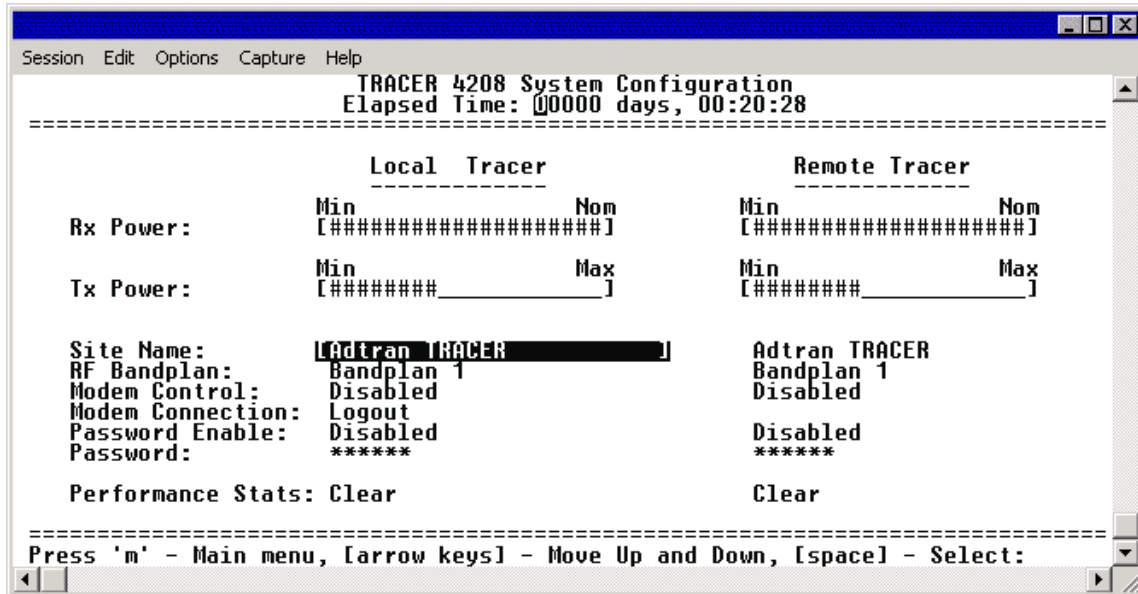 Session Edit Options Capture Help
TRACER 4208 System Configuration
Elapsed Time: 00000 days, 00:20:28
================================================================================
Local Tracer Remote Tracer
------------- -------------
Min Nom Min Nom
Rx Power: [####################] [####################]
Min Max Min Max
Tx Power: [########____________] [########____________]
Site Name: [Adtran TRACER ] Adtran TRACER
RF Bandplan: Bandplan 1 Bandplan 1
Modem Control: Disabled Disabled
Modem Connection: Logout
Password Enable: Disabled Disabled
Password: ****** ******
Performance Stats: Clear Clear
================================================================================
Press 'm' - Main menu, [arrow keys] - Move Up and Down, [space] - Select: